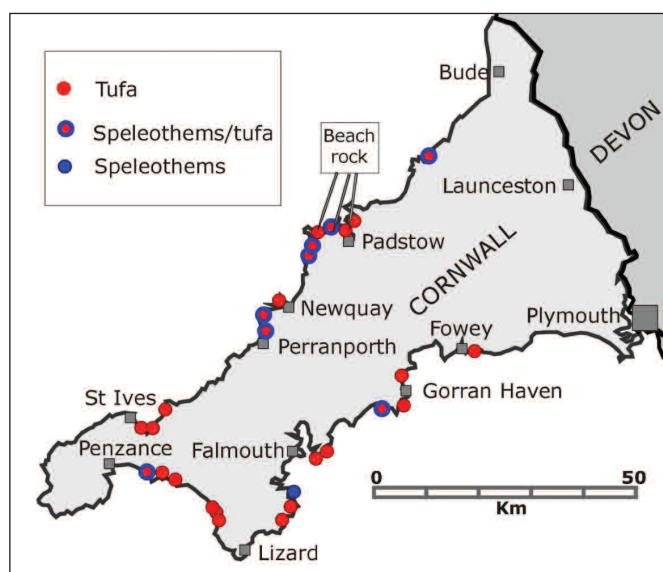 Tufa
Speleothems/tufa
Speleothems
Beach
rock
Bude
DEVON
Launceston
Padstow
CORNWALL
Newquay
Plymouth
Fowey
Perranporth
Gorran Haven
St Ives
Penzance
Falmouth
0 50
Km
Lizard